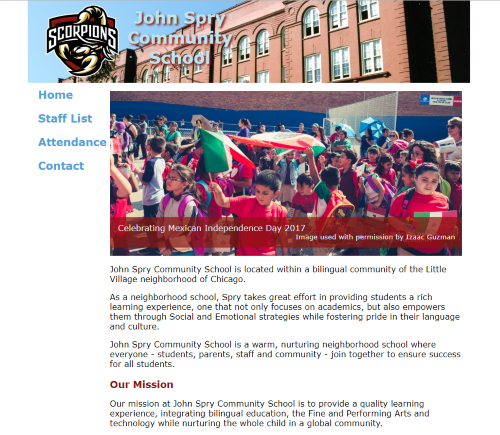 SCORPIONS
John Spry
Community
School
Home
Staff List
Attendance
Contact
Celebrating Mexican Independence Day 2017
Image used with permission by Izaac Guzman
John Spry Community School is located within a bilingual community of the Little
Village neighborhood of Chicago.
As a neighborhood school, Spry takes great effort in providing students a rich
learning experience, one that not only focuses on academics, but also empowers
them through Social and Emotional strategies while fostering pride in their language
and culture.
John Spry Community School is a warm, nurturing neighborhood school where
everyone - students, parents, staff and community - join together to ensure success
for all students.
Our Mission
Our mission at John Spry Community School is to provide a quality learning
experience, integrating bilingual education, the Fine and Performing Arts and
technology while nurturing the whole child in a global community.